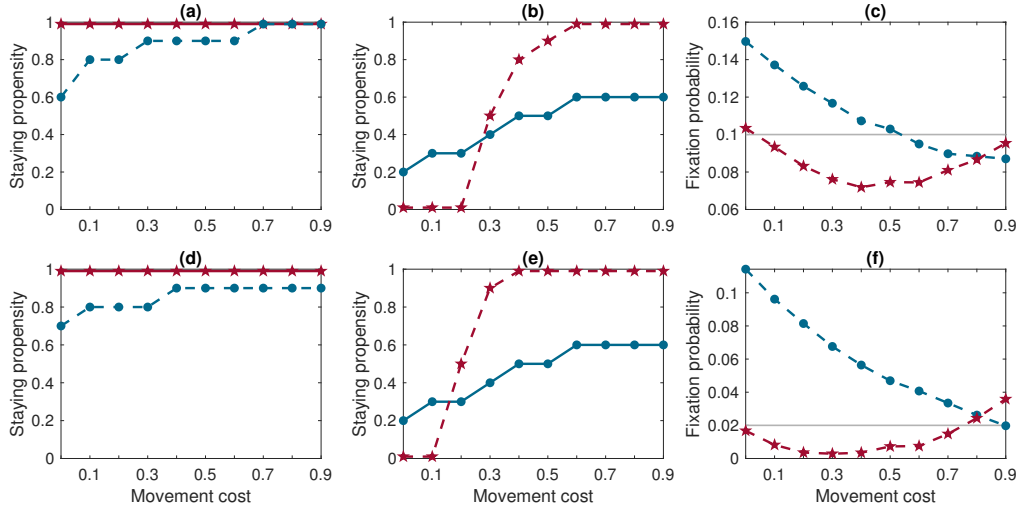 (a)
Staying propensity
1
0.8
0.6
0.4
0.2
0
0.1 0.3 0.5 0.7 0.9
(b)
Staying propensity
1
0.8
0.6
0.4
0.2
0
0.1 0.3 0.5 0.7 0.9
(c)
Fixation probability
0.16
0.14
0.12
0.1
0.08
0.06
0.1 0.3 0.5 0.7 0.9
(d)
Staying propensity
1
0.8
0.6
0.4
0.2
0
0.1 0.3 0.5 0.7 0.9
Movement cost
(e)
Staying propensity
1
0.8
0.6
0.4
0.2
0
0.1 0.3 0.5 0.7 0.9
Movement cost
(f)
Fixation probability
0.1
0.08
0.06
0.04
0.02
0
0.1 0.3 0.5 0.7 0.9
Movement cost